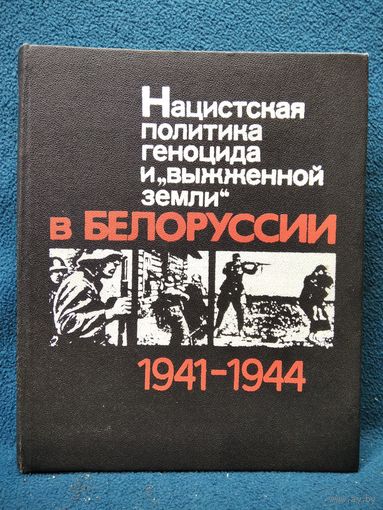 Нацистская
политика
геноцида
и„выжженной
земли“
в БЕЛОРУССИИ
1941-1944